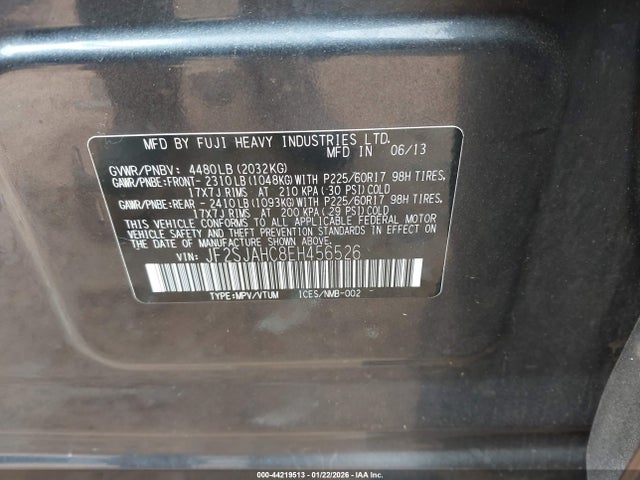 MFD BY FUJI HEAVY INDUSTRIES LTD.
MFD IN 06/13
GVWR/PNBV: 4480LB(2032KG)
GAWR/PNBE:FRONT- 2310LB(1048KG)WITH P225/60R17 98H TIRES,
17X7J RIMS AT 210 KPA(30 PSI)COLD
GAWR/PNBE:REAR - 2410LB(1093KG)WITH P225/60R17 98H TIRES,
17X7J RIMS AT 200 KPA(29 PSI)COLD
THIS VEHICLE CONFORMS TO ALL APPLICABLE FEDERAL MOTOR
VEHICLE SAFETY, BUMPER, AND THEFT PREVENTION STANDARDS IN EFFECT
ON THE DATE OF MANUFACTURE SHOWN ABOVE.
VIN: JF2SJAHC8EH456526
TYPE:MPV/VTUM ICES/NMB-002
000-44219513 - 01/22/2026 - IAAI.COM